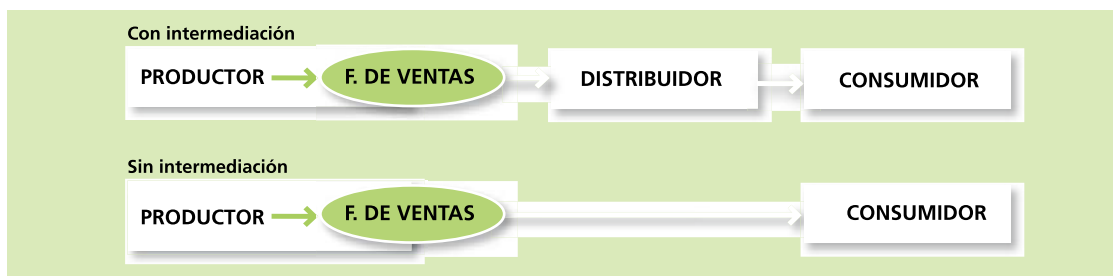 Con intermediación
PRODUCTOR F. DE VENTAS DISTRIBUIDOR CONSUMIDOR
Sin intermediación
PRODUCTOR F. DE VENTAS CONSUMIDOR